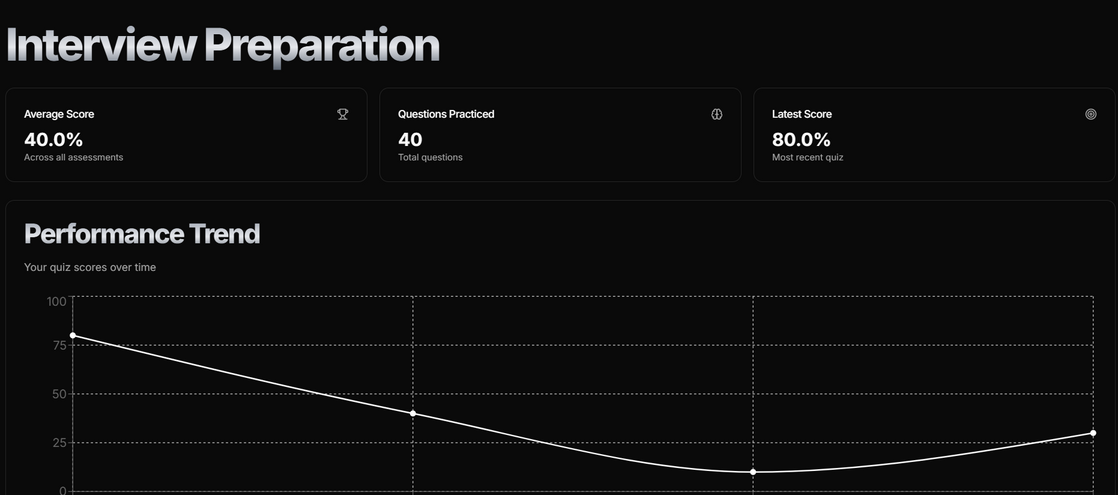 Interview Preparation
Average Score
40.0%
Across all assessments
Questions Practiced
40
Total questions
Latest Score
80.0%
Most recent quiz
Performance Trend
Your quiz scores over time
100
75
50
25
0